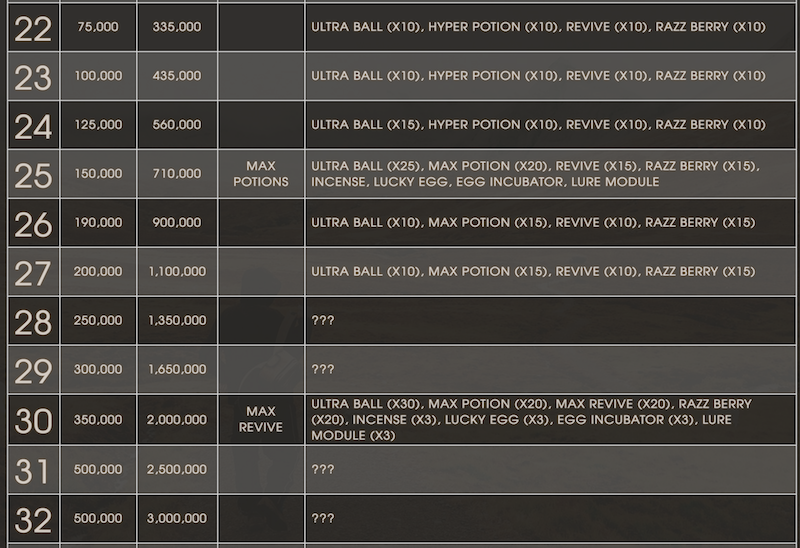 22 75,000 335,000 ULTRA BALL (X10), HYPER POTION (X10), REVIVE (X10), RAZZ BERRY (X10)
23 100,000 435,000 ULTRA BALL (X10), HYPER POTION (X10), REVIVE (X10), RAZZ BERRY (X10)
24 125,000 560,000 ULTRA BALL (X15), HYPER POTION (X10), REVIVE (X10), RAZZ BERRY (X10)
25 150,000 710,000 MAX POTIONS ULTRA BALL (X25), MAX POTION (X20), REVIVE (X15), RAZZ BERRY (X15),
INCENSE, LUCKY EGG, EGG INCUBATOR, LURE MODULE
26 190,000 900,000 ULTRA BALL (X10), MAX POTION (X15), REVIVE (X10), RAZZ BERRY (X15)
27 200,000 1,100,000 ULTRA BALL (X10), MAX POTION (X15), REVIVE (X10), RAZZ BERRY (X15)
28 250,000 1,350,000 ???
29 300,000 1,650,000 ???
30 350,000 2,000,000 MAX REVIVE ULTRA BALL (X30), MAX POTION (X20), MAX REVIVE (X20), RAZZ BERRY
(X20), INCENSE (X3), LUCKY EGG (X3), EGG INCUBATOR (X3), LURE
MODULE (X3)
31 500,000 2,500,000 ???
32 500,000 3,000,000 ???